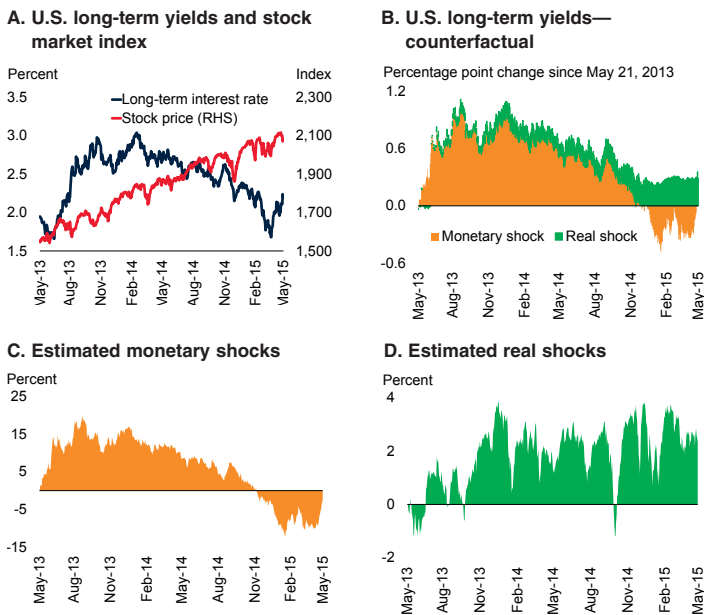 A. U.S. long-term yields and stock
market index
Percent
Index
3.5
3.0
2.5
2.0
1.5
2,300
2,100
1,900
1,700
1,500
Long-term interest rate
Stock price (RHS)
May-13
Aug-13
Nov-13
Feb-14
May-14
Aug-14
Nov-14
Feb-15
May-15
B. U.S. long-term yields—
counterfactual
Percentage point change since May 21, 2013
1.2
0.6
0.0
-0.6
Monetary shock
Real shock
May-13
Aug-13
Nov-13
Feb-14
May-14
Aug-14
Nov-14
Feb-15
May-15
C. Estimated monetary shocks
Percent
25
15
5
-5
-15
May-13
Aug-13
Nov-13
Feb-14
May-14
Aug-14
Nov-14
Feb-15
May-15
D. Estimated real shocks
Percent
4
2
0
-2
May-13
Aug-13
Nov-13
Feb-14
May-14
Aug-14
Nov-14
Feb-15
May-15